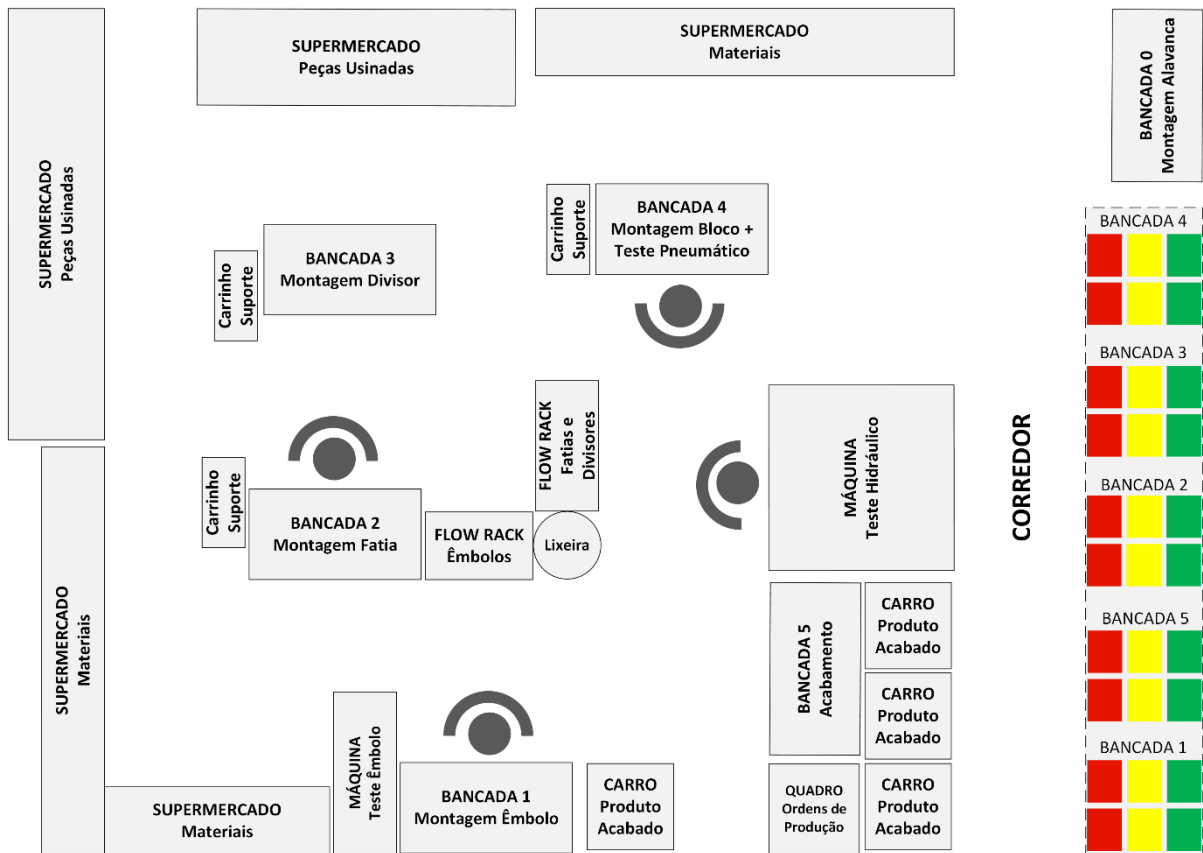 SUPERMERCADO
Peças Usinadas
SUPERMERCADO
Peças Usinadas
SUPERMERCADO
Materiais
BANCADA 0
Montagem Alavanca
Carrinho
Suporte
BANCADA 3
Montagem Divisor
Carrinho
Suporte
BANCADA 4
Montagem Bloco +
Teste Pneumático
BANCADA 4
BANCADA 3
BANCADA 2
BANCADA 5
BANCADA 1
CORREDOR
FLOW RACK
Fatias e
Divisores
MÁQUINA
Teste Hidráulico
Carrinho
Suporte
BANCADA 2
Montagem Fatia
FLOW RACK
Êmbolos
Lixeira
SUPERMERCADO
Materiais
BANCADA 5
Acabamento
CARRO
Produto
Acabado
CARRO
Produto
Acabado
SUPERMERCADO
Materiais
MÁQUINA
Teste Êmbolo
BANCADA 1
Montagem Êmbolo
CARRO
Produto
Acabado
QUADRO
Ordens de
Produção
CARRO
Produto
Acabado